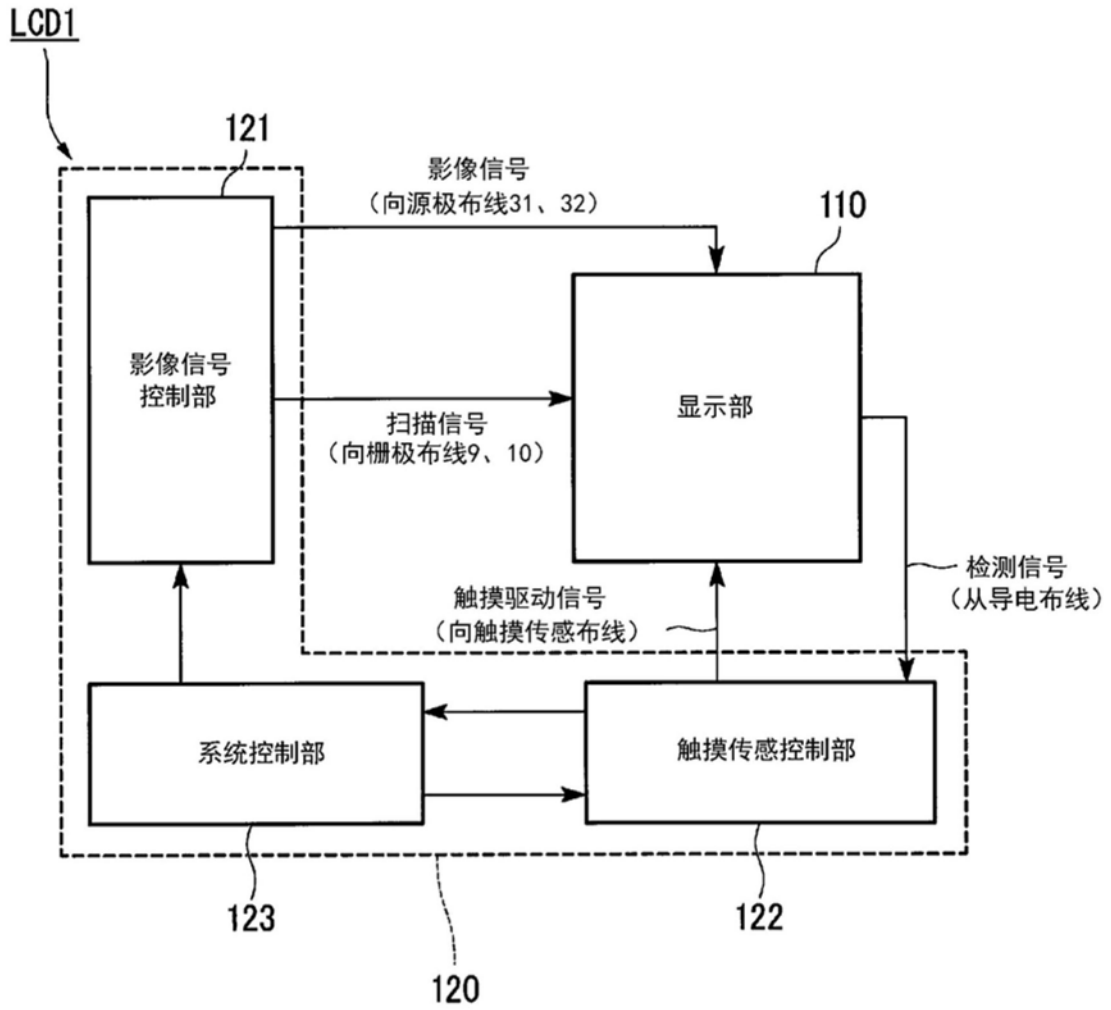 LCD1
121
影像信号
（向源极布线31、32）
110
影像信号
控制部
显示部
扫描信号
（向栅极布线9、10）
触摸驱动信号
（向触摸传感布线）
检测信号
（从导电布线）
系统控制部
触摸传感控制部
123
122
120